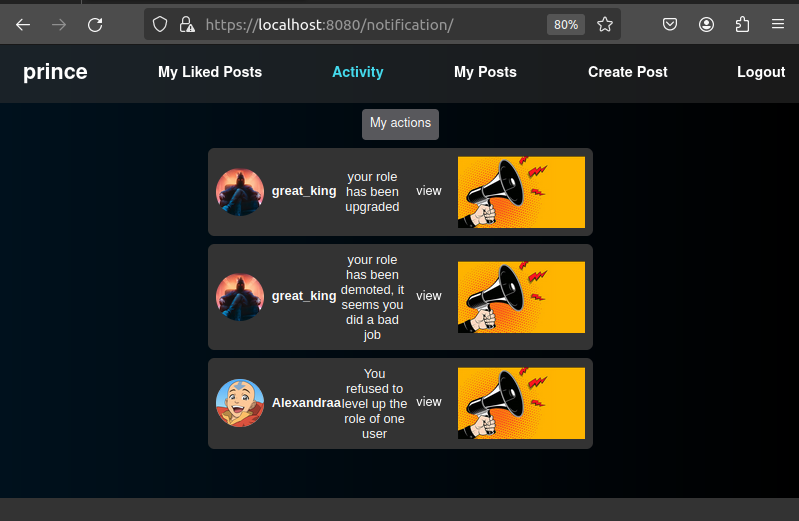 https://localhost:8080/notification/
80%
prince
My Liked Posts
Activity
My Posts
Create Post
Logout
My actions
great_king
your role
has been
upgraded
view
great_king
your role
has been
demoted, it
seems you
did a bad
job
view
Alexandraa
You
refused to
level up the
role of one
user
view